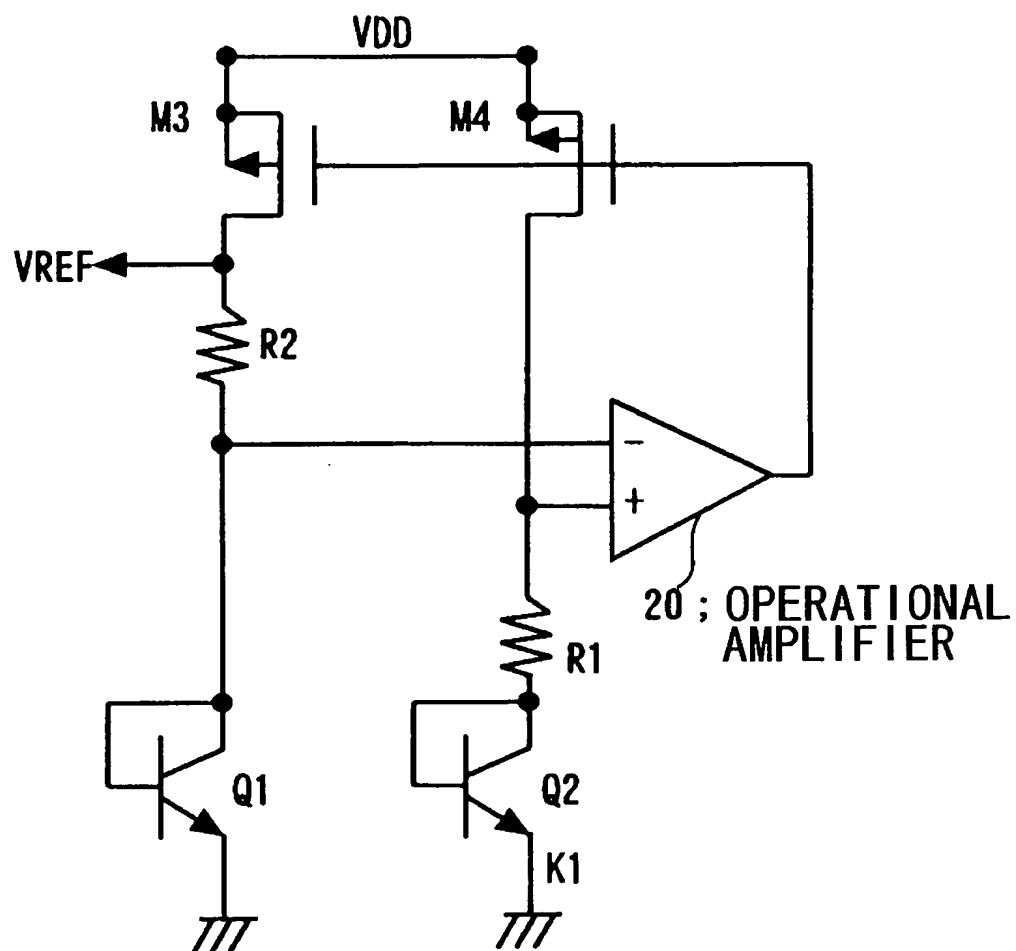 VDD
M3
M4
VREF
R2
-
+
20 ; OPERATIONAL
AMPLIFIER
R1
Q1
Q2
K1